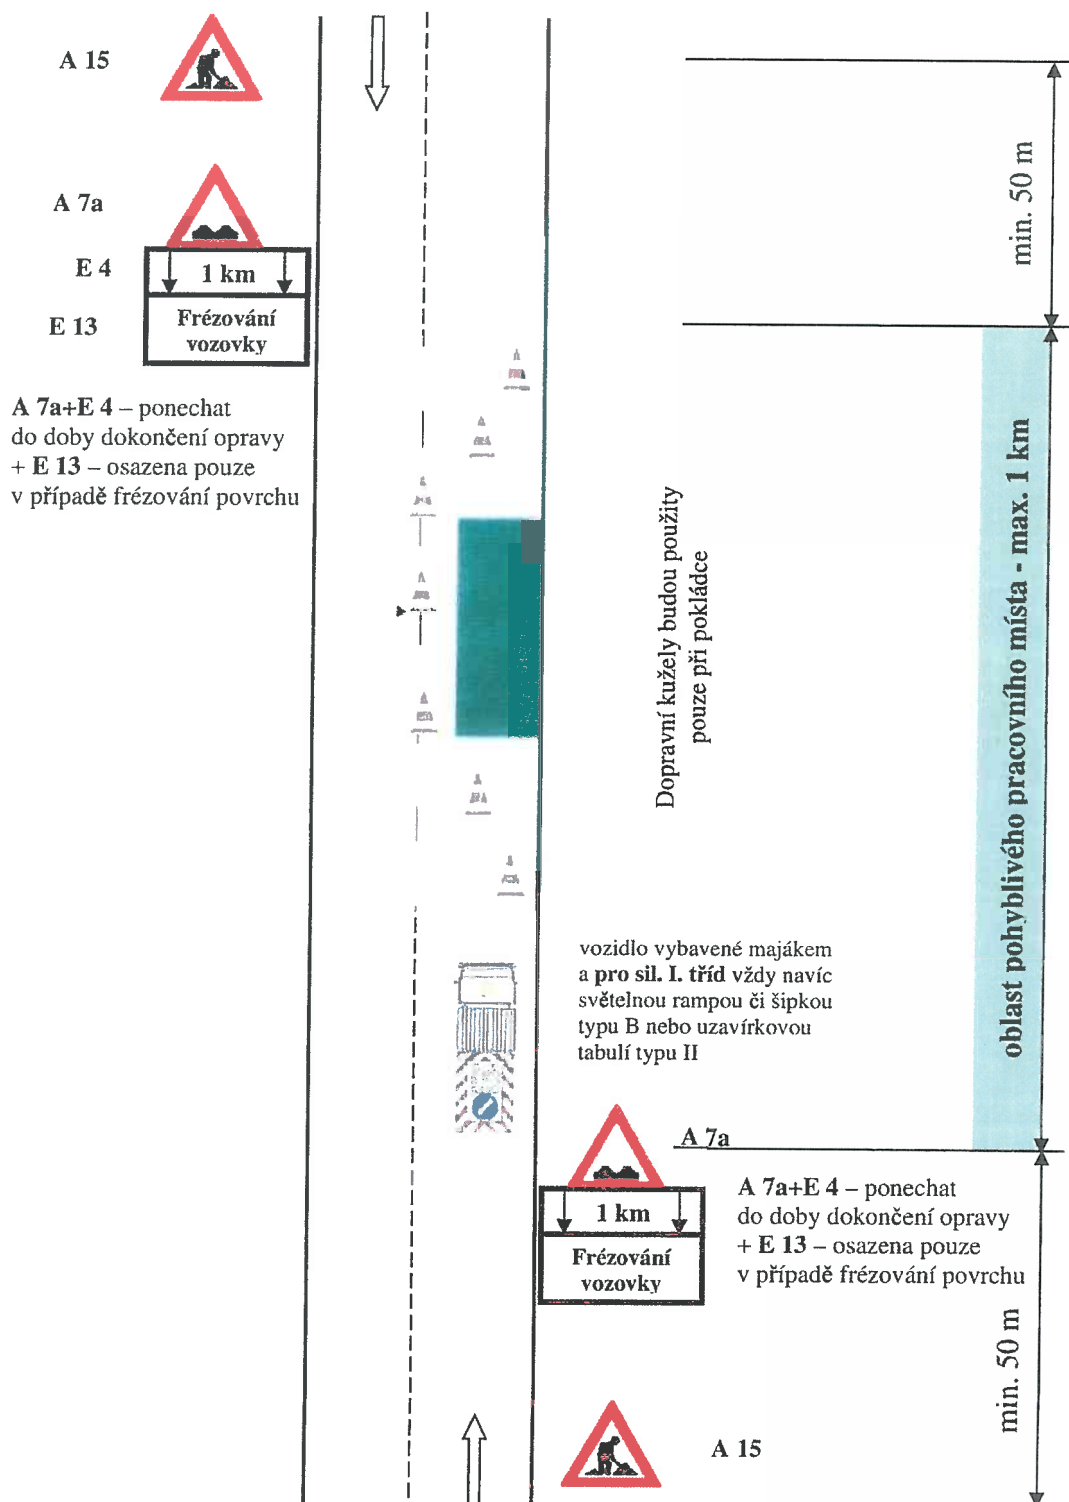 A 15
A 7a
E 4
1 km
E 13
Frézování
vozovky
A 7a+E 4 – ponechat
do doby dokončení opravy
+ E 13 – osazena pouze
v případě frézování povrchu
min. 50 m
oblast pohyblivého pracovního místa - max. 1 km
Dopravní kužely budou použity
pouze při pokládce
vozidlo vybavené majákem
a pro sil. I. tříd vždy navíc
světelnou rampou či šipkou
typu B nebo uzavírkovou
tabulí typu II
A 7a
1 km
Frézování
vozovky
A 7a+E 4 – ponechat
do doby dokončení opravy
+ E 13 – osazena pouze
v případě frézování povrchu
min. 50 m
A 15